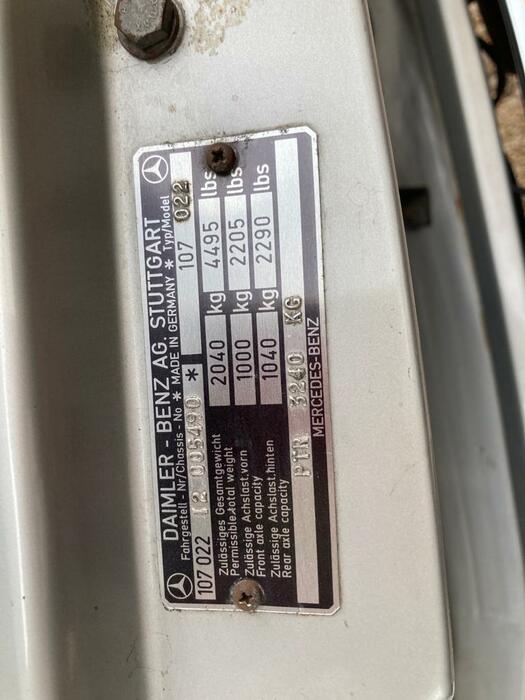 DAIMLER - BENZ AG. STUTTGART
Fahrgestell - Nr/Chassis - No * MADE IN GERMANY * Typ/Model
107 022 12 005490 * 107 022
Zulässiges Gesamtgewicht
Permissible total weight 2040 kg 4495 lbs
Zulässige Achslast.vorn
Front axle capacity 1000 kg 2205 lbs
Zulässige Achslast.hinten
Rear axle capacity 1040 kg 2290 lbs
PTR 3240 KG
MERCEDES-BENZ